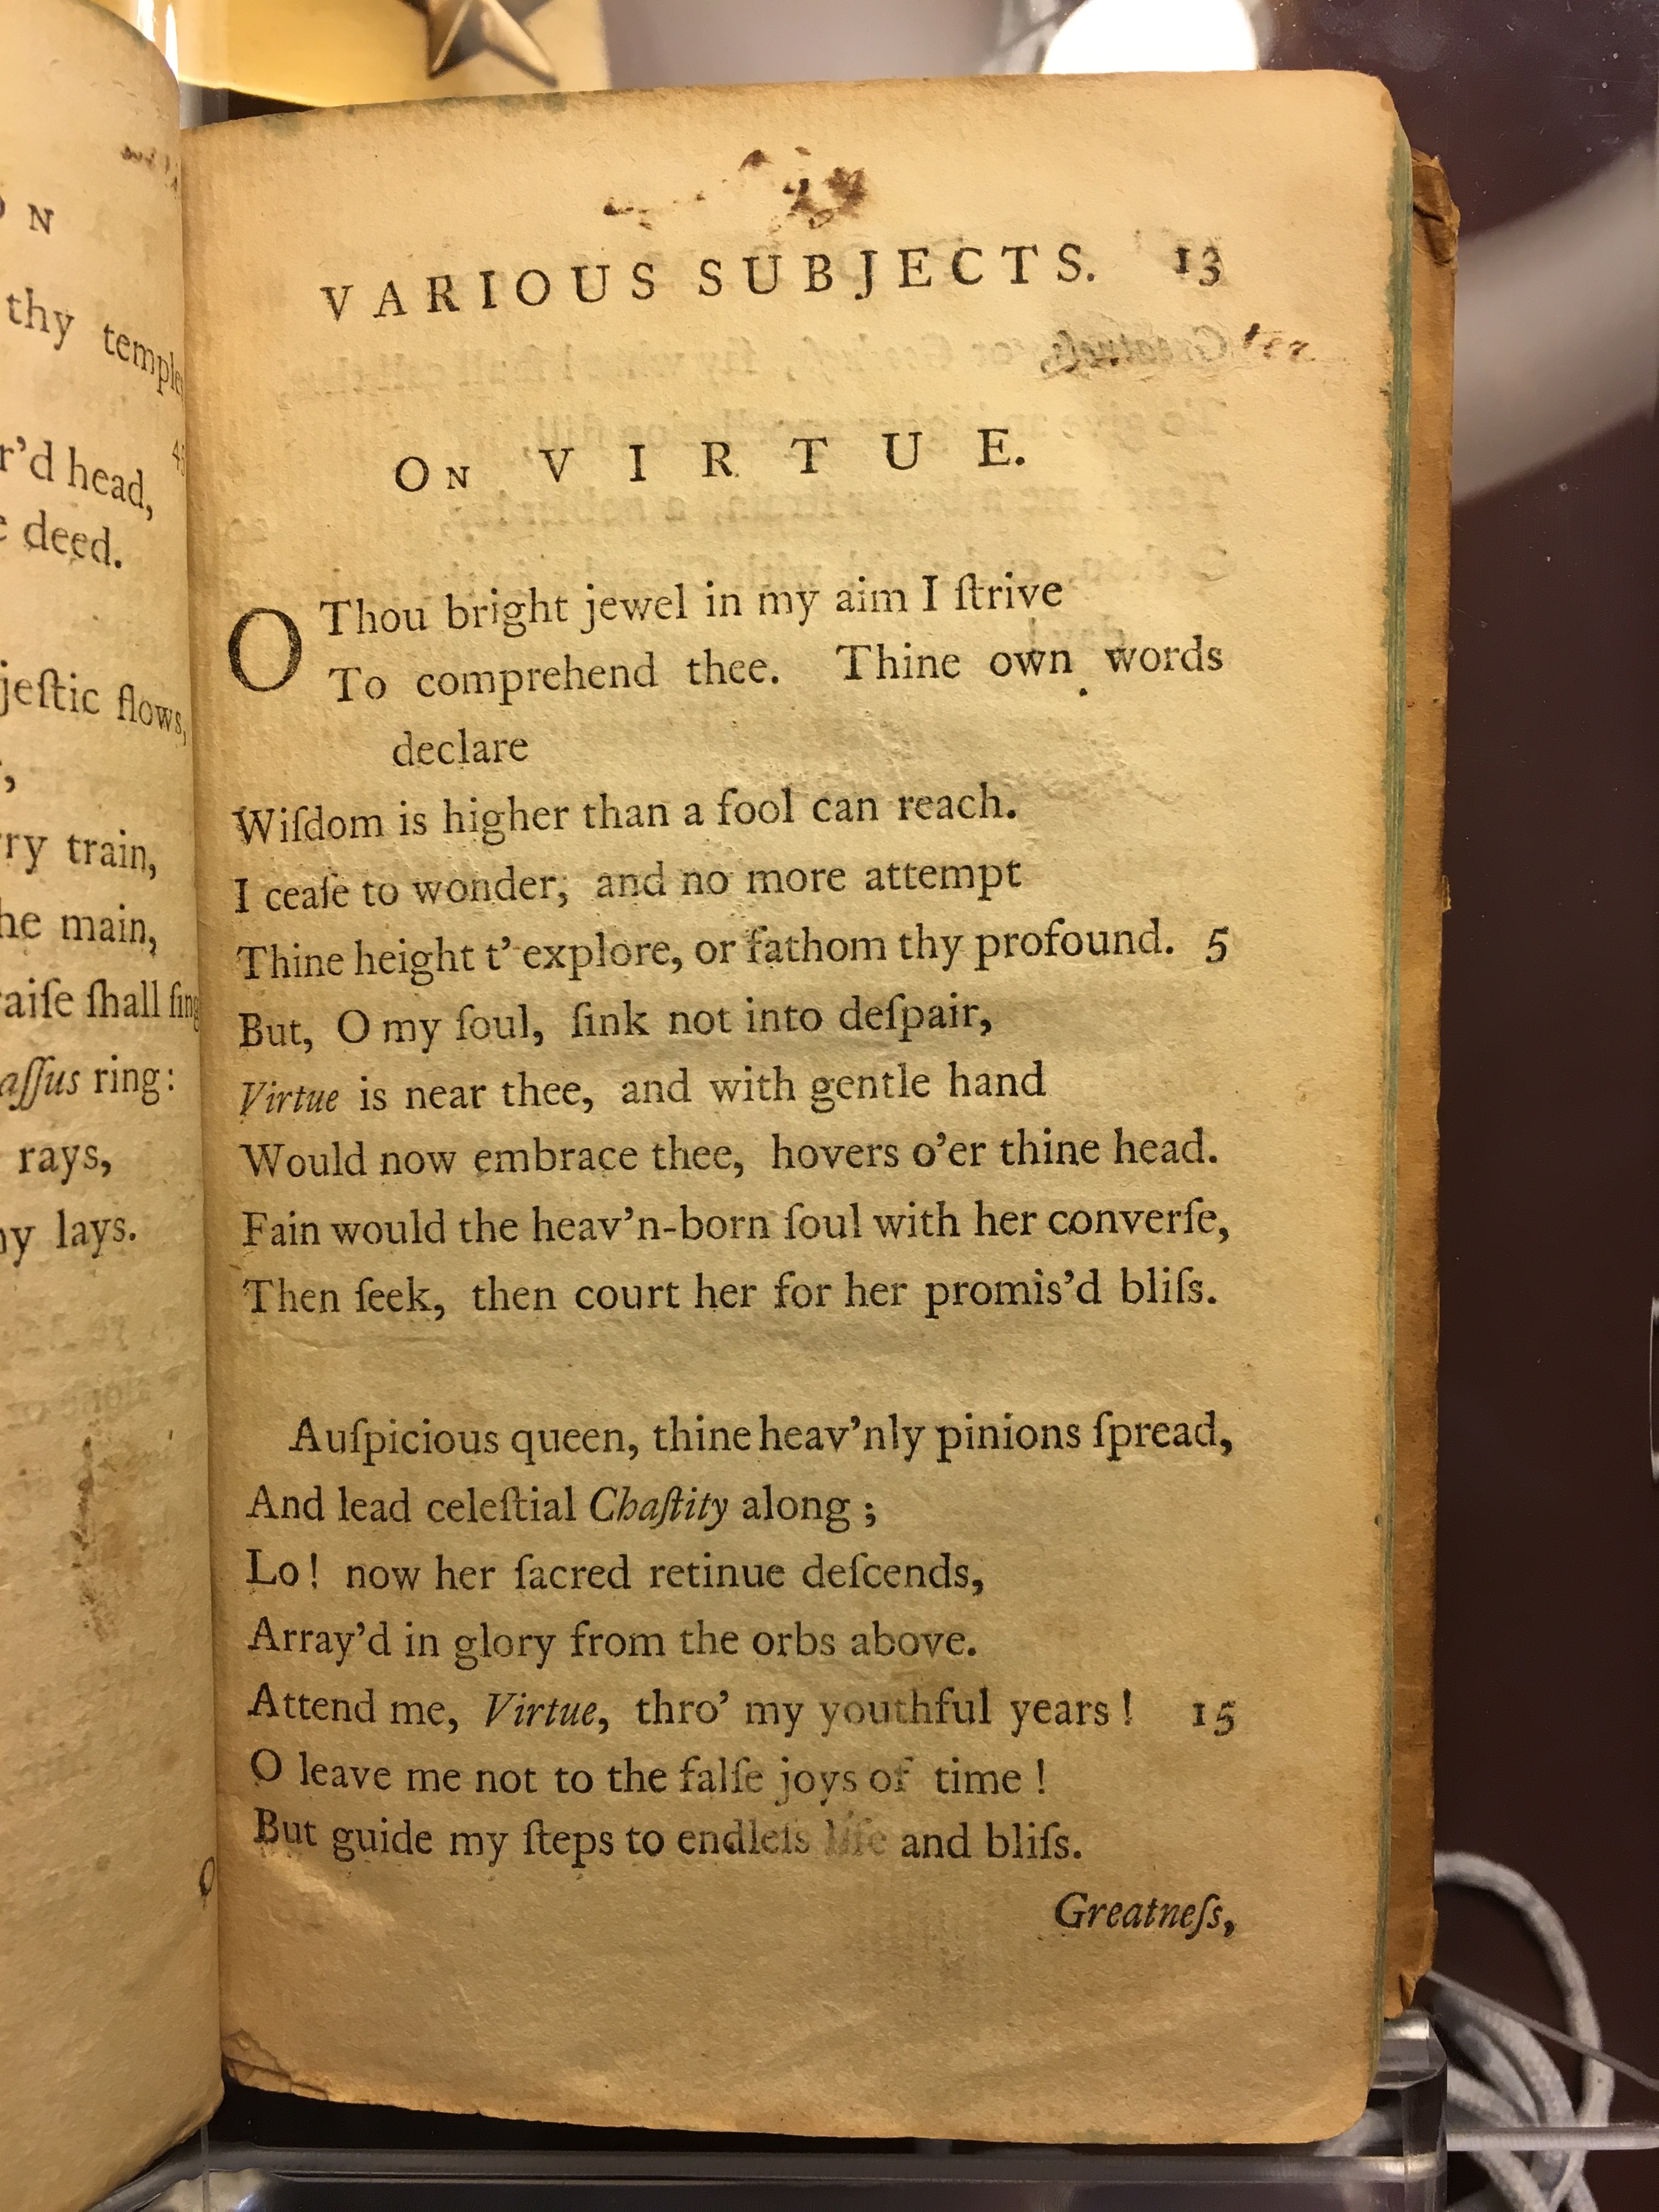 O N
thy temples
45
r'd head,
e deed.
jeſtic flows,
,
rry train,
he main,
raiſe ſhall ſing
aſſus ring:
rays,
my lays.
VARIOUS SUBJECTS. 13
ter
ON VIRTUE.
O Thou bright jewel in my aim I ſtrive
To comprehend thee. Thine own words
declare
Wiſdom is higher than a fool can reach.
I ceaſe to wonder, and no more attempt
Thine height t' explore, or fathom thy profound. 5
But, O my ſoul, ſink not into deſpair,
Virtue is near thee, and with gentle hand
Would now embrace thee, hovers o'er thine head.
Fain would the heav'n-born ſoul with her converſe,
Then ſeek, then court her for her promis'd bliſs.
Auſpicious queen, thine heav'nly pinions ſpread,
And lead celeſtial Chaſtity along ;
Lo! now her ſacred retinue deſcends,
Array'd in glory from the orbs above.
Attend me, Virtue, thro' my youthful years ! 15
O leave me not to the falſe joys of time !
But guide my ſteps to endleſs life and bliſs.
Greatneſs,